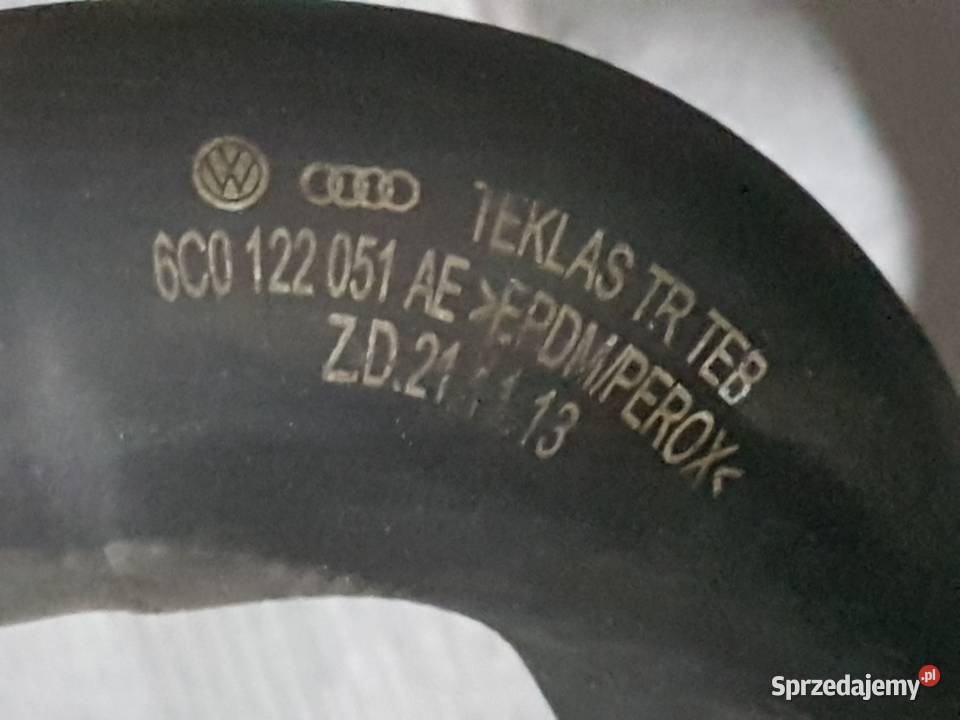 TEKLAS TR TEB
6C0 122 051 AE >EPDM/PEROX<
Z.D.21 13
Sprzedajemy.pl